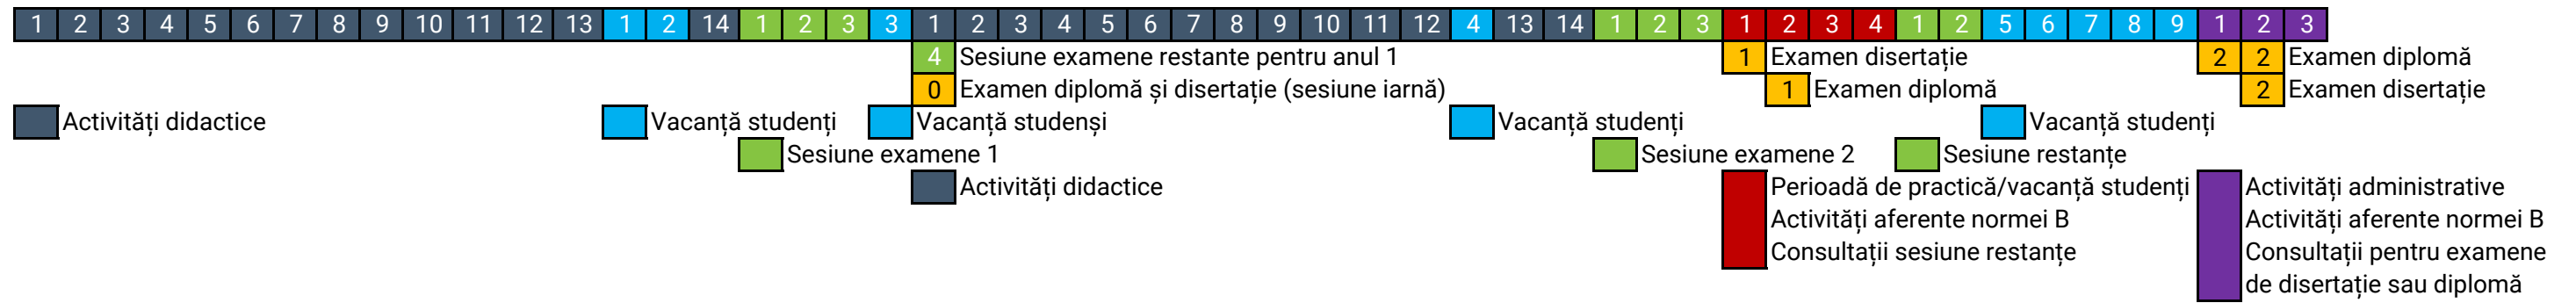 1 2 3 4 5 6 7 8 9 10 11 12 13 1 2 14 1 2 3 3 1 2 3 4 5 6 7 8 9 10 11 12 4 13 14 1 2 3 1 2 3 4 1 2 5 6 7 8 9 1 2 3
4 Sesiune examene restante pentru anul 1 1 Examen disertație 2 2 Examen diplomă
0 Examen diplomă și disertație (sesiune iarnă) 1 Examen diplomă 2 Examen disertație
Activități didactice Vacanță studenți Vacanță studenși Vacanță studenți Vacanță studenți
Sesiune examene 1 Sesiune examene 2 Sesiune restanțe
Activități didactice Perioadă de practică/vacanță studenți Activități administrative
Activități aferente normei B Activități aferente normei B
Consultații sesiune restanțe Consultații pentru examene
de disertație sau diplomă